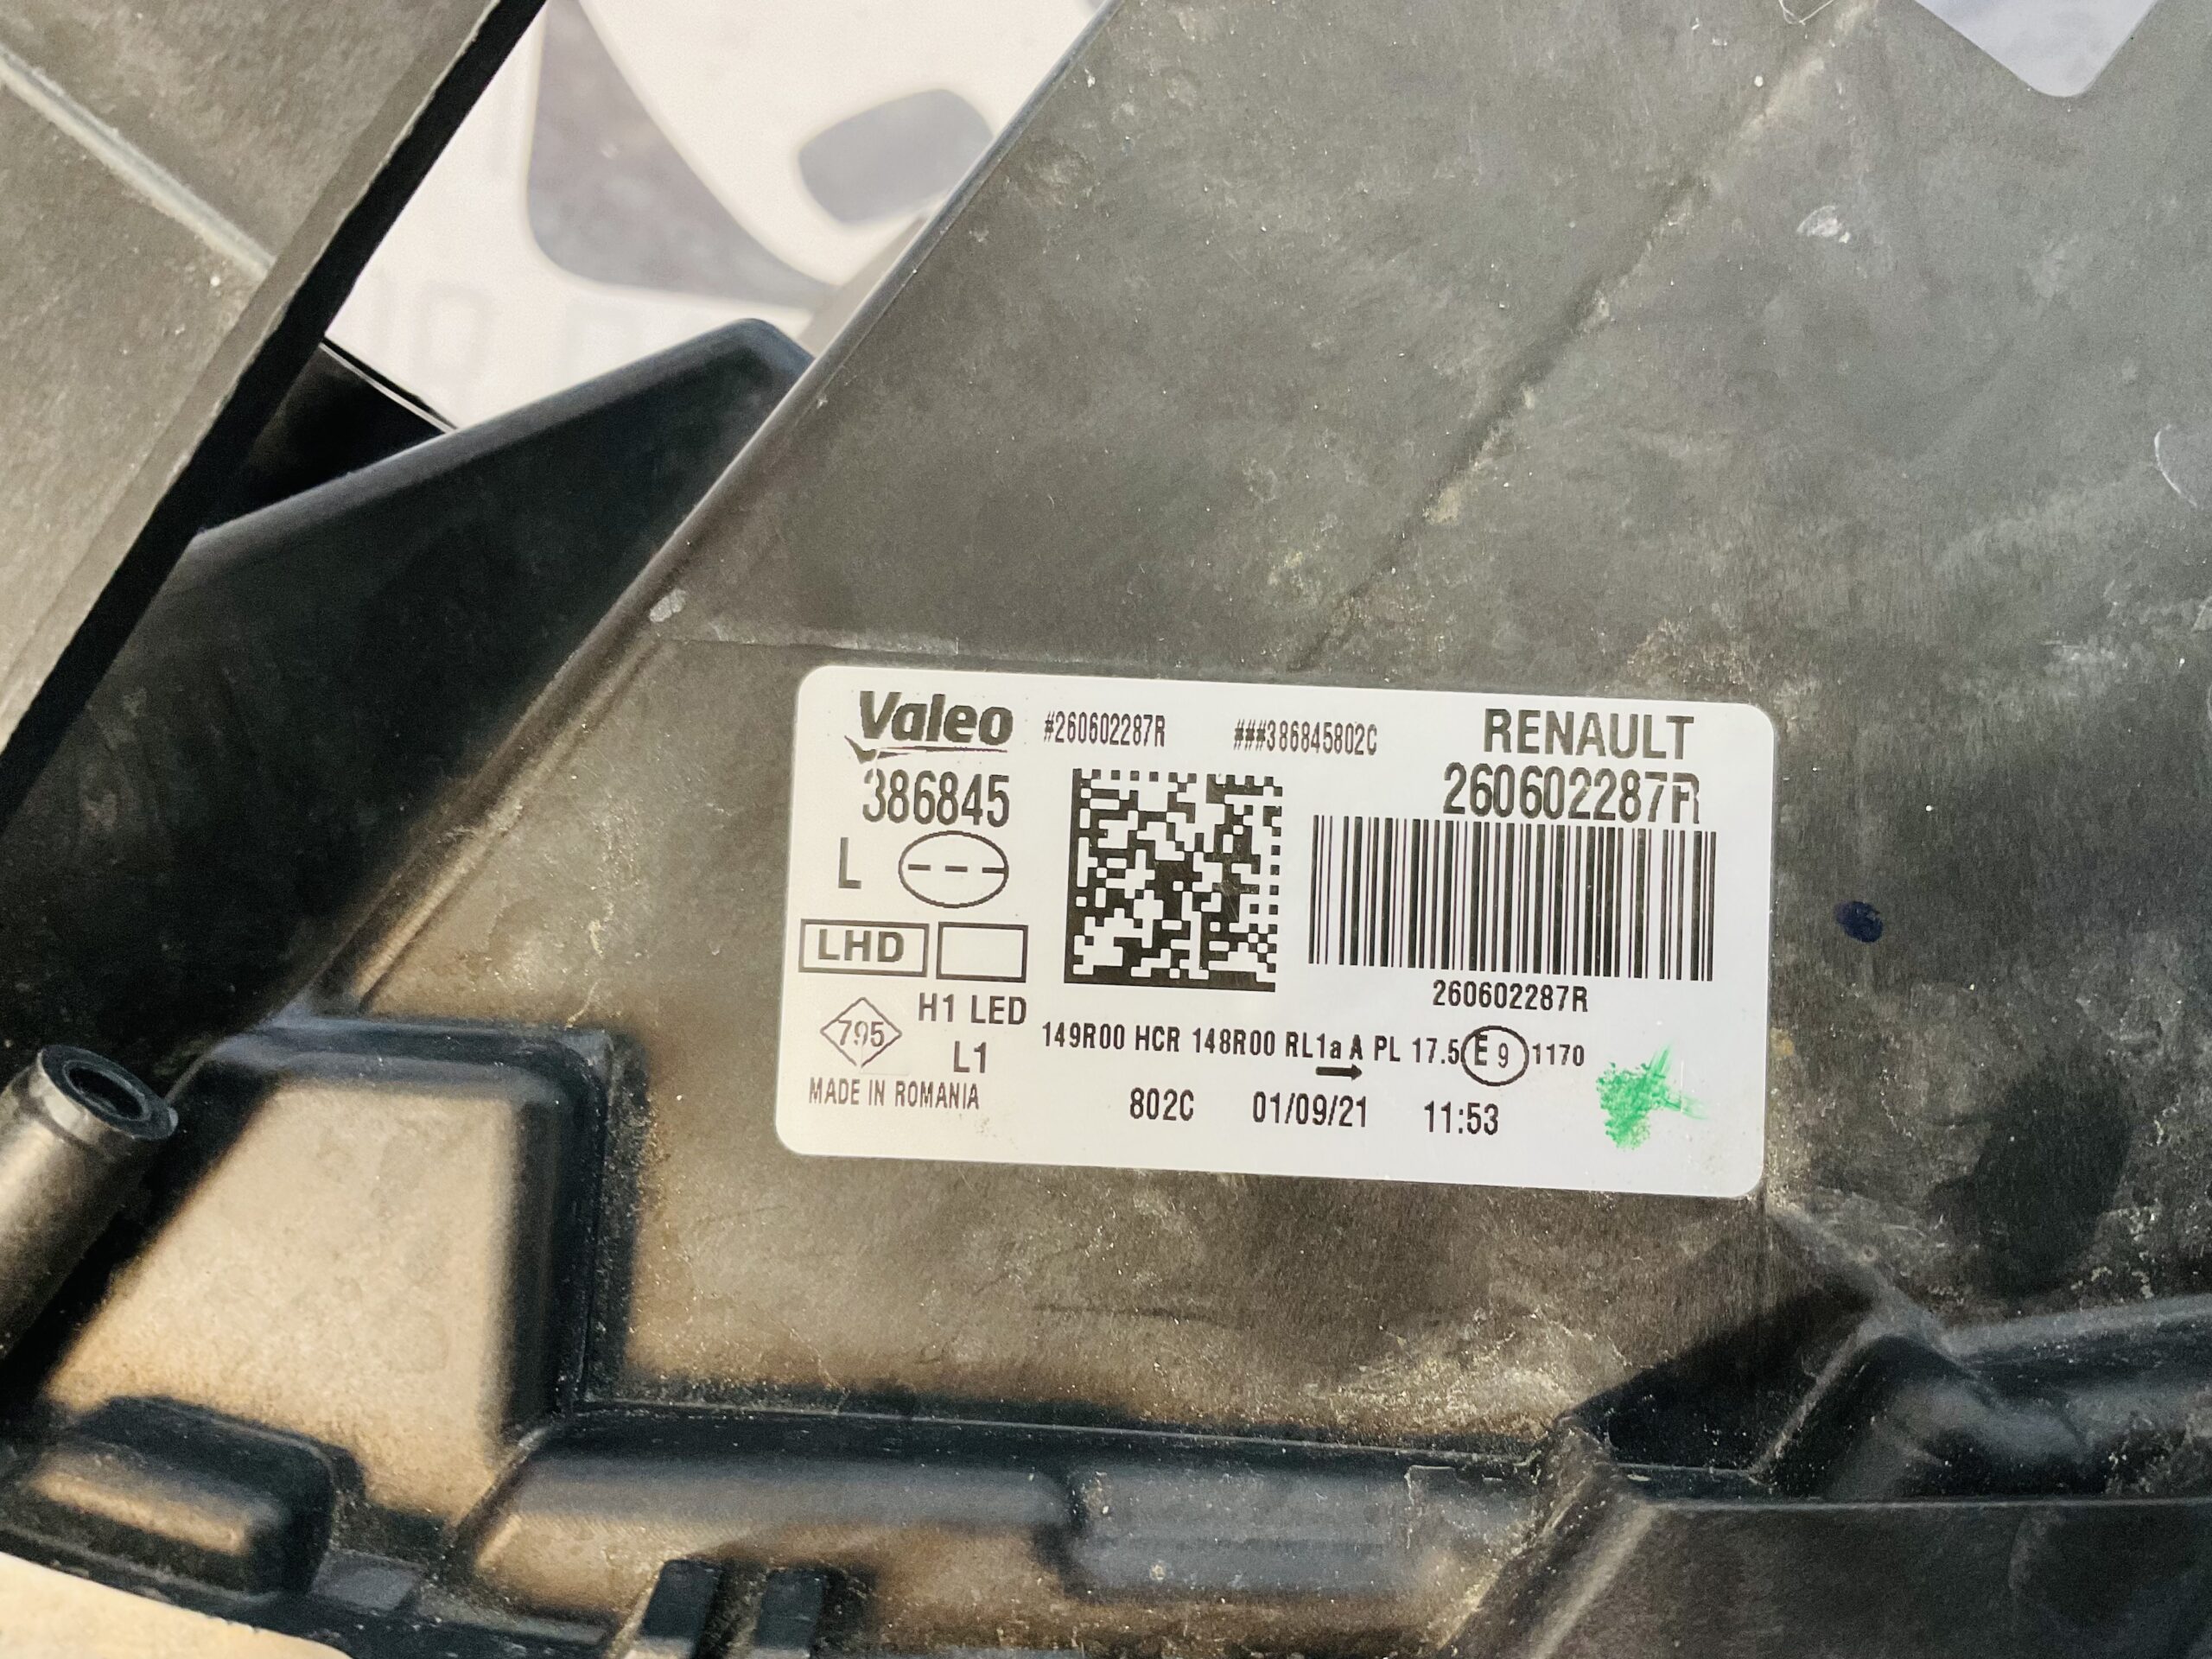 Valeo #260602287R ###386845802C RENAULT
386845 260602287R
L
LHD
260602287R
H1 LED
795 L1
149R00 HCR 148R00 RL1a A PL 17.5 E 9 1170
MADE IN ROMANIA
802C 01/09/21 11:53